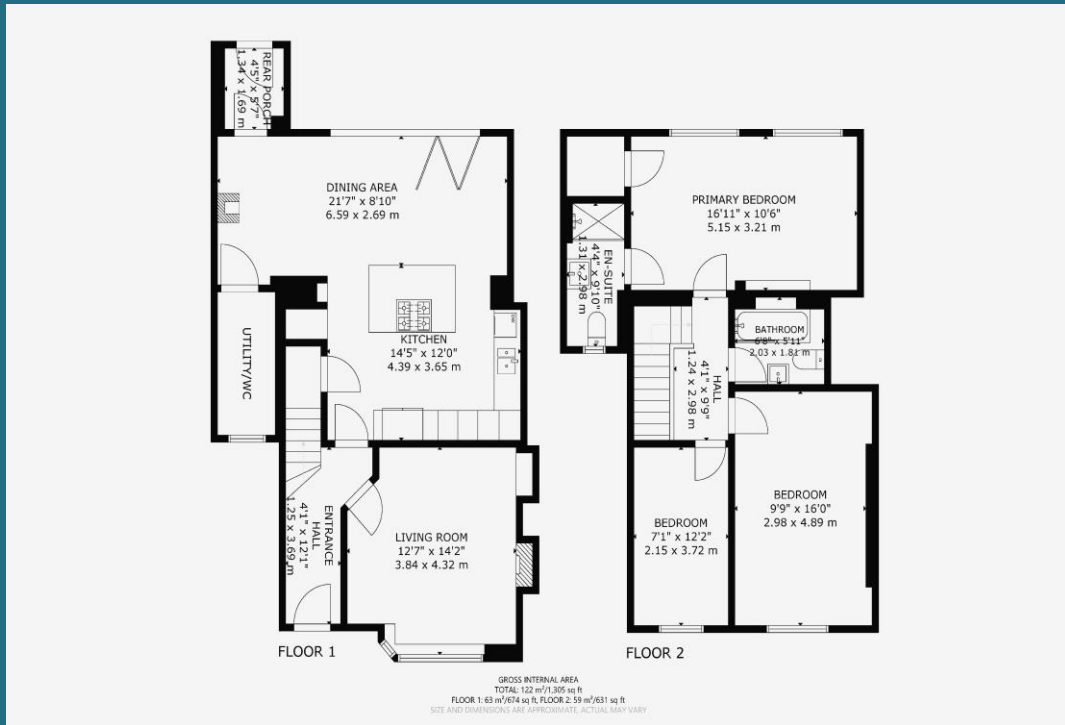 REAR PORCH
4'5" x 5'7"
1.34 x 1.69 m
DINING AREA
21'7" x 8'10"
6.59 x 2.69 m
KITCHEN
14'5" x 12'0"
4.39 x 3.65 m
UTILITY/WC
ENTRANCE
HALL
4'1" x 12'1"
1.25 x 3.69 m
LIVING ROOM
12'7" x 14'2"
3.84 x 4.32 m
FLOOR 1
PRIMARY BEDROOM
16'11" x 10'6"
5.15 x 3.21 m
EN-SUITE
4'4" x 9'10"
1.31 x 2.98 m
BATHROOM
6'8" x 5'11"
2.03 x 1.81 m
HALL
4'1" x 9'9"
1.24 x 2.98 m
BEDROOM
7'1" x 12'2"
2.15 x 3.72 m
BEDROOM
9'9" x 16'0"
2.98 x 4.89 m
FLOOR 2
GROSS INTERNAL AREA
TOTAL: 122 m²/1,305 sq ft
FLOOR 1: 63 m²/674 sq ft, FLOOR 2: 59 m²/631 sq ft
SIZE AND DIMENSIONS ARE APPROXIMATE, ACTUAL MAY VARY